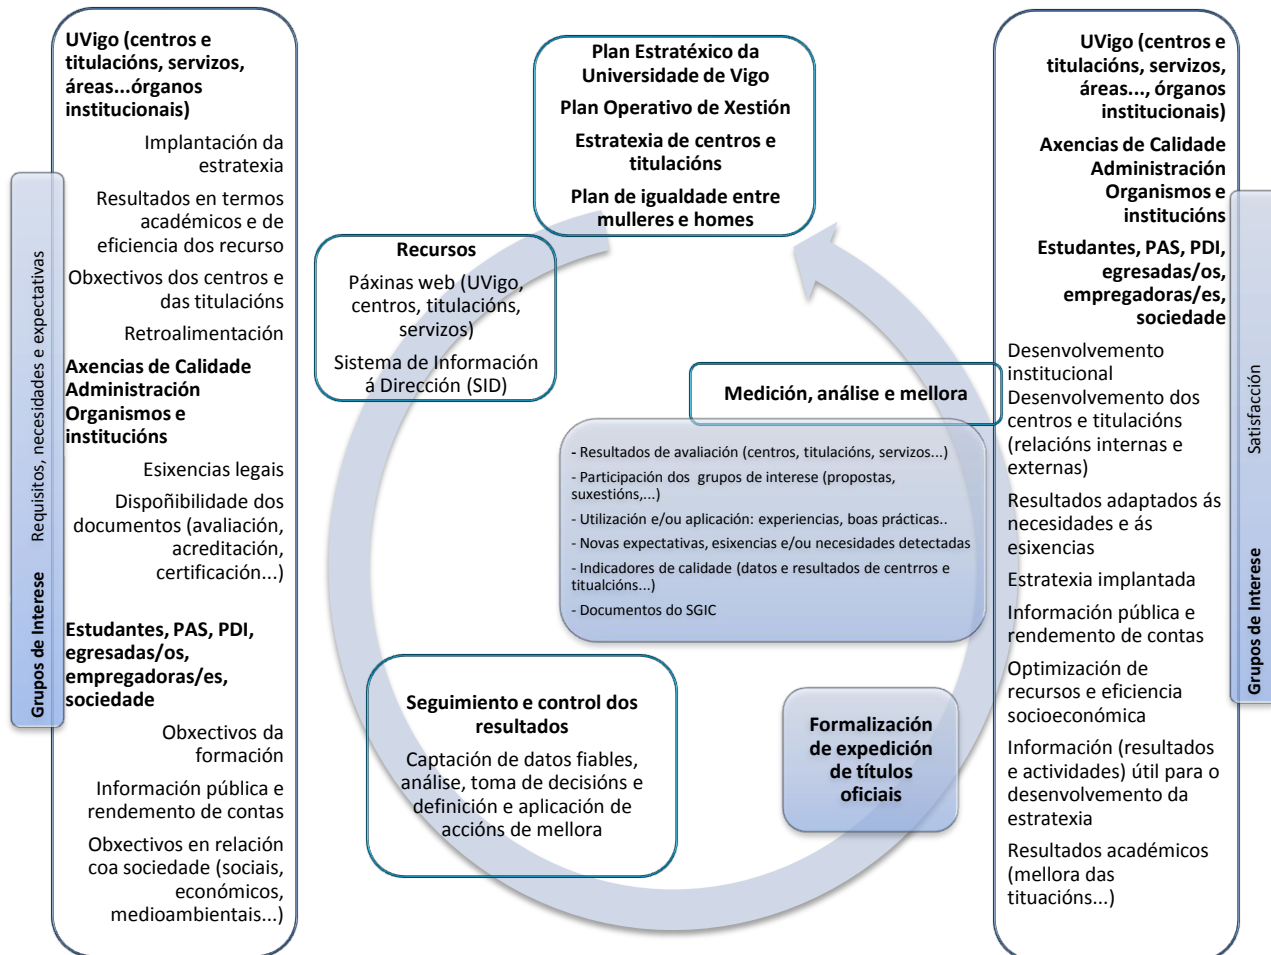 UVigo (centros e
titulacións, servizos,
áreas...órganos
institucionais)
Implantación da
estratexia
Resultados en termos
académicos e de
eficiencia dos recurso
Obxectivos dos centros e
das titulacións
Retroalimentación
Axencias de Calidade
Administración
Organismos e
institucións
Esixencias legais
Dispoñibilidade dos
documentos (avaliación,
acreditación,
certificación...)
Estudantes, PAS, PDI,
egresadas/os,
empregadoras/es,
sociedade
Obxectivos da
formación
Información pública e
rendemento de contas
Obxectivos en relación
coa sociedade (sociais,
económicos,
medioambientais...)
Grupos de Interese Requisitos, necesidades e expectativas
Plan Estratéxico da
Universidade de Vigo
Plan Operativo de Xestión
Estratexia de centros e
titulacións
Plan de igualdade entre
mulleres e homes
Recursos
Páxinas web (UVigo,
centros, titulacións,
servizos)
Sistema de Información
á Dirección (SID)
Medición, análise e mellora
- Resultados de avaliación (centros, titulacións, servizos...)
- Participación dos grupos de interese (propostas,
suxestións,...)
- Utilización e/ou aplicación: experiencias, boas prácticas..
- Novas expectativas, esixencias e/ou necesidades detectadas
- Indicadores de calidade (datos e resultados de centrros e
titualcións...)
- Documentos do SGIC
Seguimiento e control dos
resultados
Captación de datos fiables,
análise, toma de decisións e
definición e aplicación de
accións de mellora
Formalización
de expedición
de títulos
oficiais
UVigo (centros e
titulacións, servizos,
áreas..., órganos
institucionais)
Axencias de Calidade
Administración
Organismos e
institucións
Estudantes, PAS, PDI,
egresadas/os,
empregadoras/es,
sociedade
Desenvolvemento
institucional
Desenvolvemento dos
centros e titulacións
(relacións internas e
externas)
Resultados adaptados ás
necesidades e ás
esixencias
Estratexia implantada
Información pública e
rendemento de contas
Optimización de
recursos e eficiencia
socioeconómica
Información (resultados
e actividades) útil para o
desenvolvemento da
estratexia
Resultados académicos
(mellora das
tituacións...)
Grupos de Interese Satisfacción